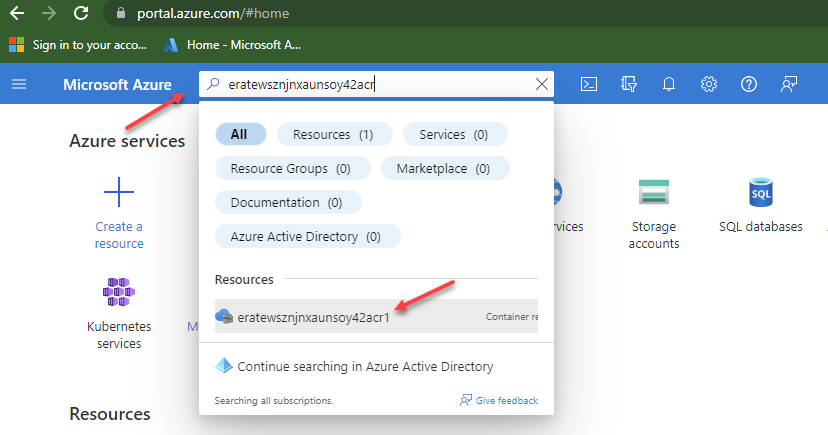 portal.azure.com/#home
Sign in to your acco... Home - Microsoft A...
Microsoft Azure eratewsznjnxaunsoy42acr
All Resources (1) Services (0)
Azure services
Resource Groups (0) Marketplace (0)
Documentation (0)
Create a resource
Storage accounts
SQL databases
Azure Active Directory (0)
Resources
eratewsznjnxaunsoy42acr1 Container re
Kubernetes services
Continue searching in Azure Active Directory
Searching all subscriptions. Give feedback
Resources